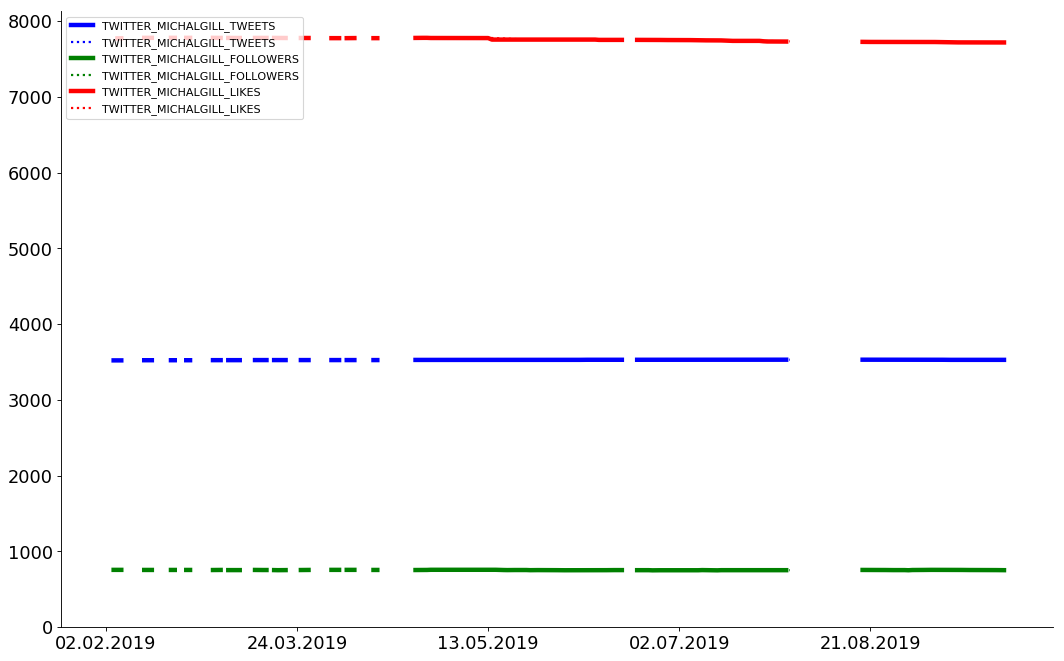 8000
7000
6000
5000
4000
3000
2000
1000
0
TWITTER_MICHALGILL_TWEETS
TWITTER_MICHALGILL_TWEETS
TWITTER_MICHALGILL_FOLLOWERS
TWITTER_MICHALGILL_FOLLOWERS
TWITTER_MICHALGILL_LIKES
TWITTER_MICHALGILL_LIKES
02.02.2019 24.03.2019 13.05.2019 02.07.2019 21.08.2019